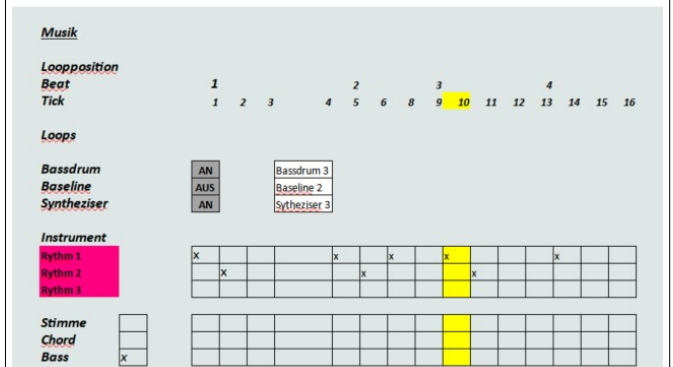 Musik
Loopposition
Beat 1 2 3 4
Tick 1 2 3 4 5 6 8 9 10 11 12 13 14 15 16
Loops
Bassdrum AN Bassdrum 3
Baseline AUS Baseline 2
Syntheziser AN Sytheziser 3
Instrument
Rythm 1 x x x x x
Rythm 2 x x x
Rythm 3
Stimme
Chord
Bass x